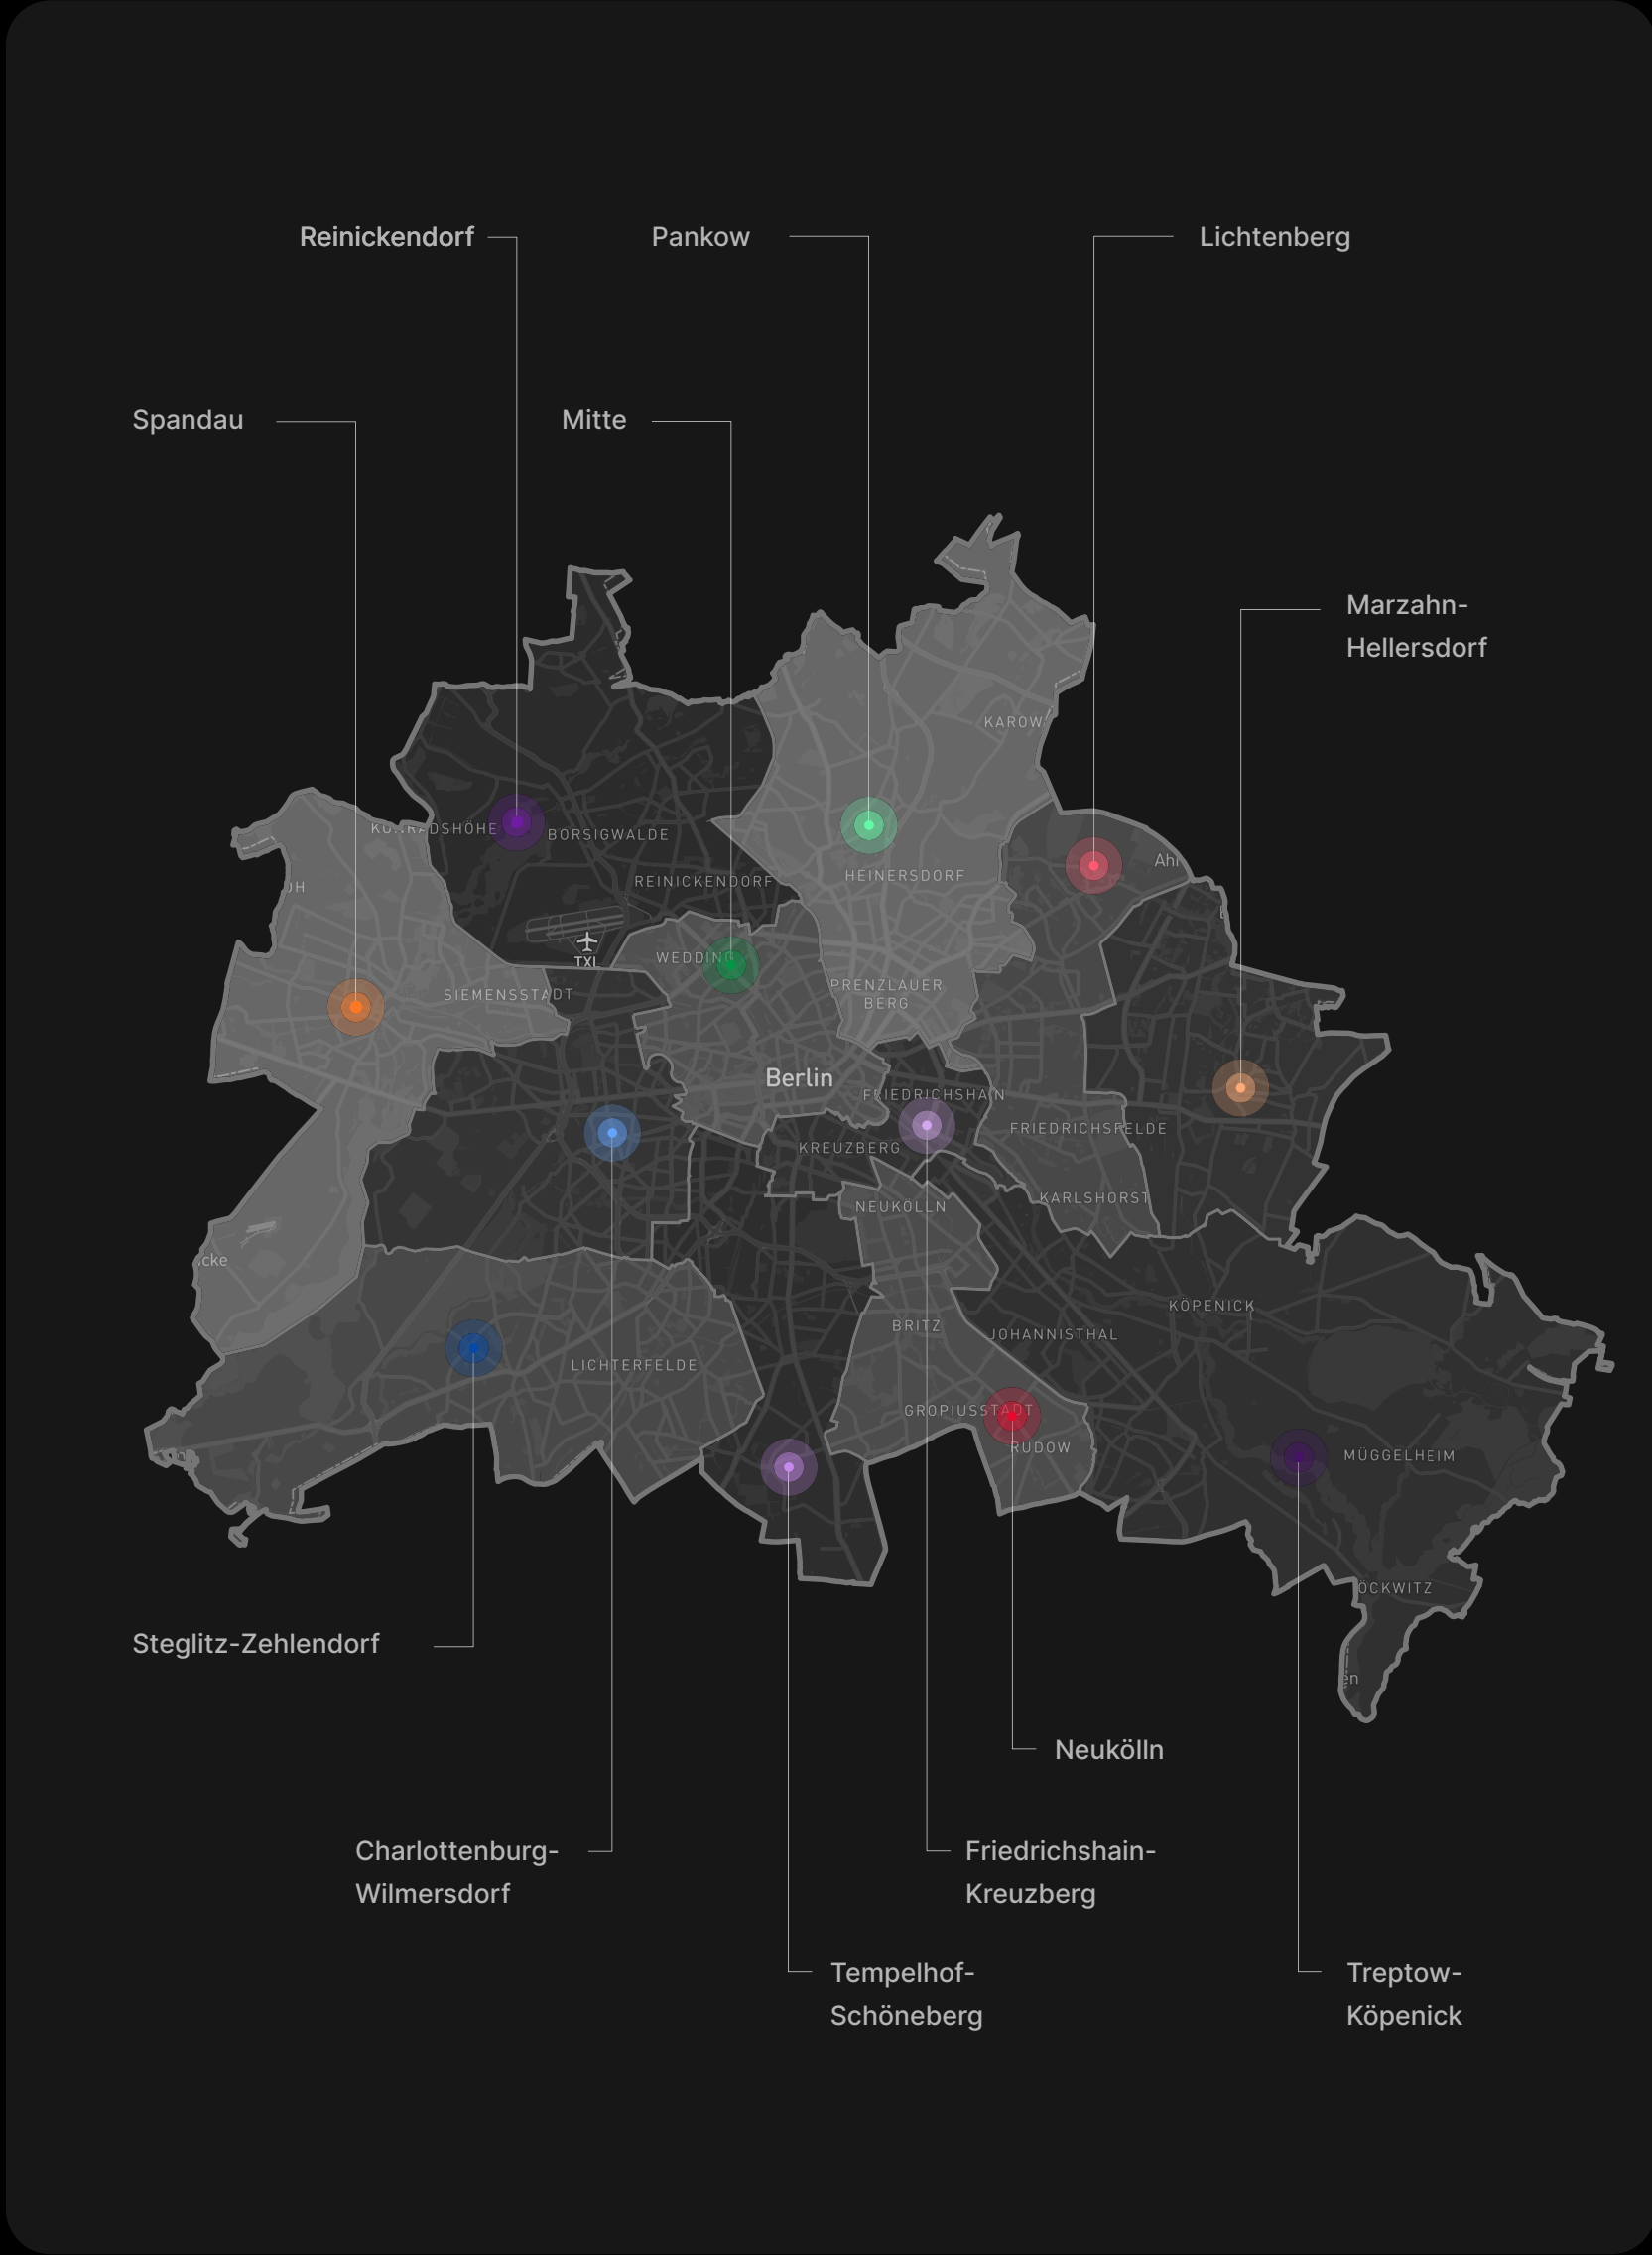 Reinickendorf
Pankow
Lichtenberg
Spandau
Mitte
Marzahn-
Hellersdorf
KAROW
BORSIGWALDE
REINICKENDORF
HEINERSDORF
WEDDING
TXL
SIEMENSSTADT
PRENZLAUER
BERG
Berlin
FRIEDRICHSHAIN
FRIEDRICHSFELDE
KREUZBERG
KARLSHORST
NEUKÖLLN
KÖPENICK
BRITZ
JOHANNISTHAL
LICHTERFELDE
GROPIUSSTADT
RUDOW
MÜGGELHEIM
Steglitz-Zehlendorf
Neukölln
Charlottenburg-
Wilmersdorf
Friedrichshain-
Kreuzberg
Tempelhof-
Schöneberg
Treptow-
Köpenick